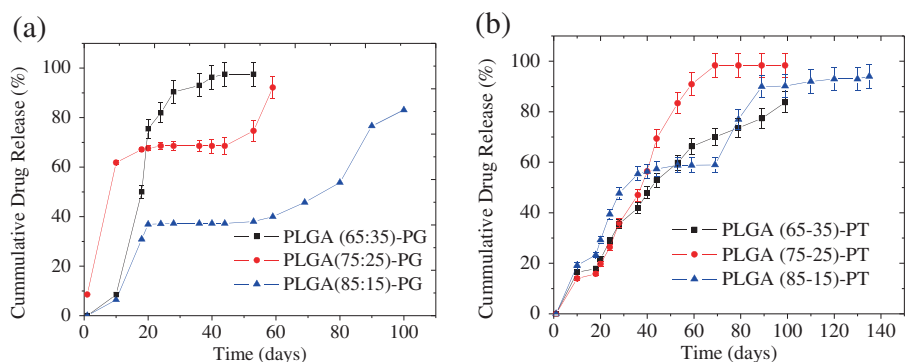 (a)
Cummulative Drug Release (%)
100
80
60
40
20
0
PLGA (65:35)-PG
PLGA(75:25)-PG
PLGA(85:15)-PG
0 20 40 60 80 100
Time (days)
(b)
Cummulative Drug Release (%)
100
80
60
40
20
0
PLGA (65-35)-PT
PLGA (75-25)-PT
PLGA (85-15)-PT
0 20 40 60 80 100 120 140
Time (days)